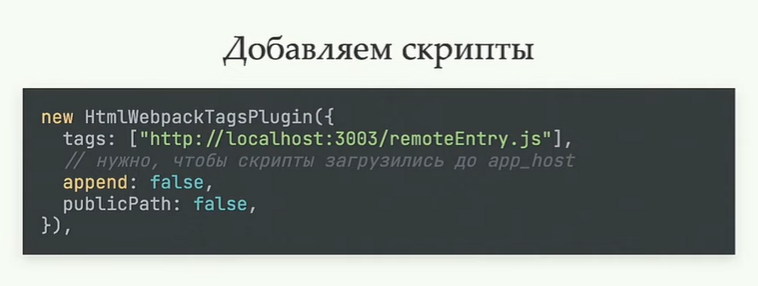 Добавляем скрипты
new HtmlWebpackTagsPlugin({
  tags: ["http://localhost:3003/remoteEntry.js"],
  // нужно, чтобы скрипты загрузились до app_host
  append: false,
  publicPath: false,
}),